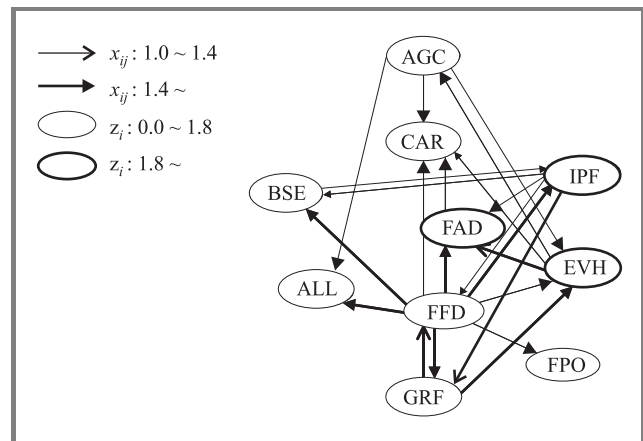 x_ij : 1.0 ~ 1.4
x_ij : 1.4 ~
z_i : 0.0 ~ 1.8
z_i : 1.8 ~
AGC
CAR
BSE
IPF
FAD
EVH
ALL
FFD
FPO
GRF